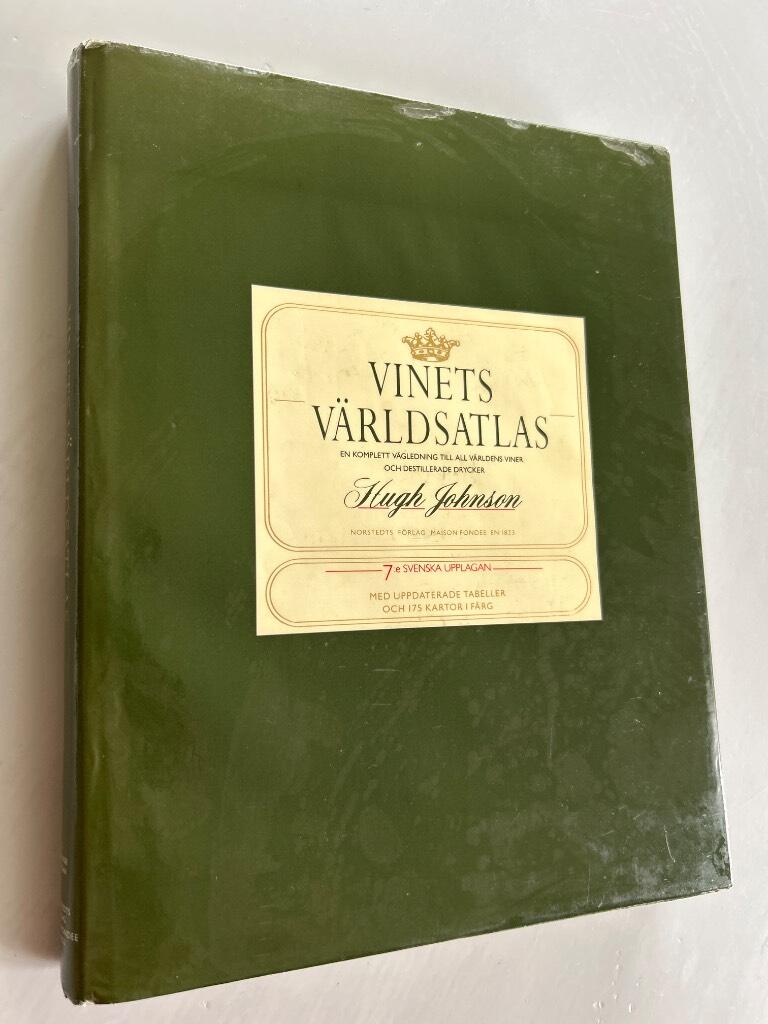 VINETS
VÄRLDSATLAS
EN KOMPLETT VÄGLEDNING TILL ALL VÄRLDENS VINER
OCH DESTILLERADE DRYCKER
Hugh Johnson
NORSTEDTS FÖRLAG MAISON FONDEE EN 1823
7:e SVENSKA UPPLAGAN
MED UPPDATERADE TABELLER
OCH 175 KARTOR I FÄRG